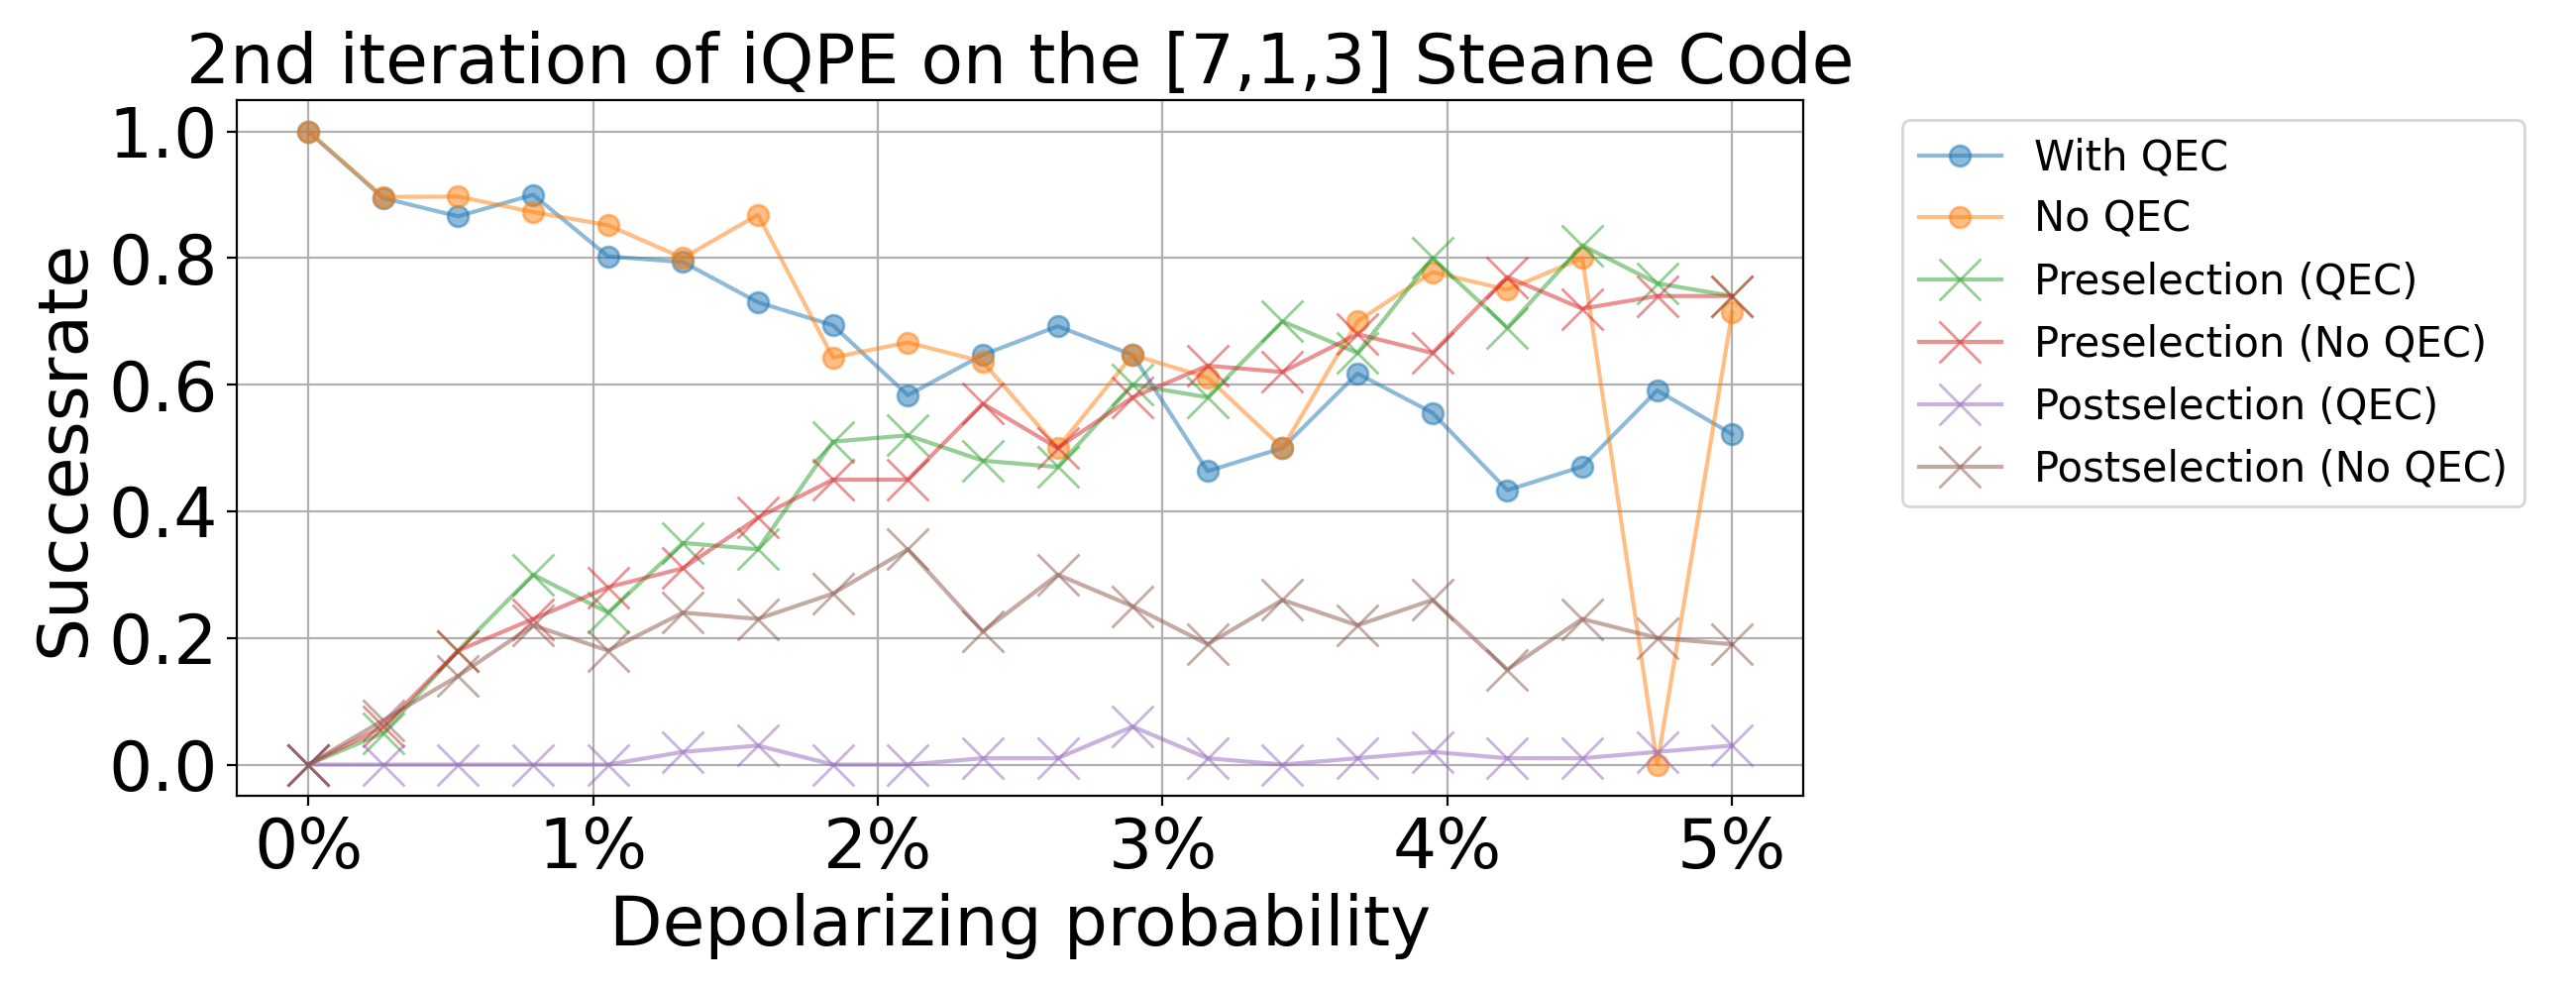 2nd iteration of iQPE on the [7,1,3] Steane Code
Successrate
1.0
0.8
0.6
0.4
0.2
0.0
0%
1%
2%
3%
4%
5%
Depolarizing probability
With QEC
No QEC
Preselection (QEC)
Preselection (No QEC)
Postselection (QEC)
Postselection (No QEC)